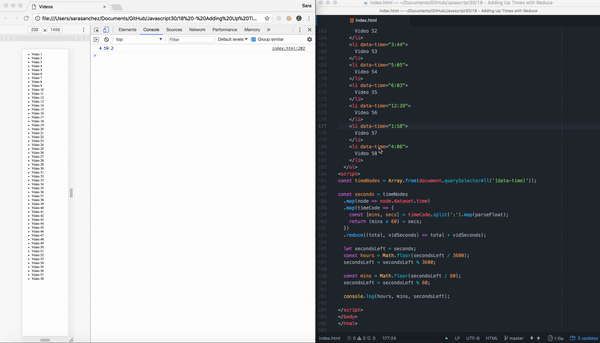 Videos
Sara
file:///Users/sarasanchez/Documents/GitHub/Javascript30/18%20-%20Adding%20Up%20Ti...
232 × 1459
Elements Console Sources Network Performance Memory
top Filter Default levels Group similar
4 59 2 index.html:202
Video 1
Video 2
Video 3
Video 4
Video 5
Video 6
Video 7
Video 8
Video 9
Video 10
Video 11
Video 12
Video 13
Video 14
Video 15
Video 16
Video 17
Video 18
Video 19
Video 20
Video 21
Video 22
Video 23
Video 24
Video 25
Video 26
Video 27
Video 28
Video 29
Video 30
Video 31
Video 32
Video 33
Video 34
Video 35
Video 36
Video 37
Video 38
Video 39
Video 40
Video 41
Video 42
Video 43
Video 44
Video 45
Video 46
Video 47
Video 48
Video 49
Video 50
Video 51
Video 52
Video 53
Video 54
Video 55
Video 56
Video 57
Video 58
index.html — /Users/sarasanchez/Documents/GitHub/Javascript30/18 - Adding Up Times with Reduce
index.html
Video 52
</li>
<li data-time="3:44">
Video 53
</li>
<li data-time="5:05">
Video 54
</li>
<li data-time="6:03">
Video 55
</li>
<li data-time="12:39">
Video 56
</li>
<li data-time="1:58">
Video 57
</li>
<li data-time="4:06">
Video 58
</li>
</ul>
<script>
const timeNodes = Array.from(document.querySelectorAll('[data-time]'));
const seconds = timeNodes
.map(node => node.dataset.time)
.map(timeCode => {
const [mins, secs] = timeCode.split(':').map(parseFloat);
return (mins * 60) + secs;
})
.reduce((total, vidSeconds) => total + vidSeconds);
let secondsLeft = seconds;
const hours = Math.floor(secondsLeft / 3600);
secondsLeft = secondsLeft % 3600;
const mins = Math.floor(secondsLeft / 60);
secondsLeft = secondsLeft % 60;
console.log(hours, mins, secondsLeft);
</script>
</body>
</html>
index.html 0 0 0 177:24 LF UTF-8 HTML master 1 file 3 updates